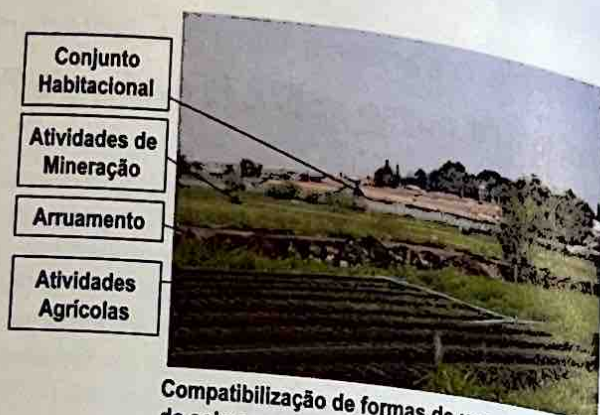 Conjunto
Habitacional
Atividades de
Mineração
Arruamento
Atividades
Agrícolas
Compatibilização de formas de